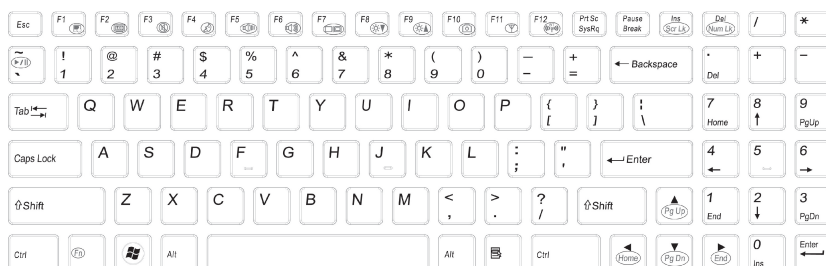 Esc F1 F2 F3 F4 F5 F6 F7 F8 F9 F10 F11 F12 Prt Sc SysRq Pause Break Ins Scr Lk Del Num Lk / *
~ ` ! 1 @ 2 # 3 $ 4 % 5 ^ 6 & 7 * 8 ( 9 ) 0 — - + = ← Backspace . Del + −
Tab Q W E R T Y U I O P { [ } ] ¦ \ 7 Home 8 ↑ 9 PgUp
Caps Lock A S D F G H J K L : ; " ' Enter 4 ← 5 6 →
⇧Shift Z X C V B N M < , > . ? / ⇧Shift ▲ Pg Up 1 End 2 ↓ 3 PgDn
Ctrl Fn Alt Alt Ctrl ◄ Home ▼ Pg Dn ► End 0 Ins Enter